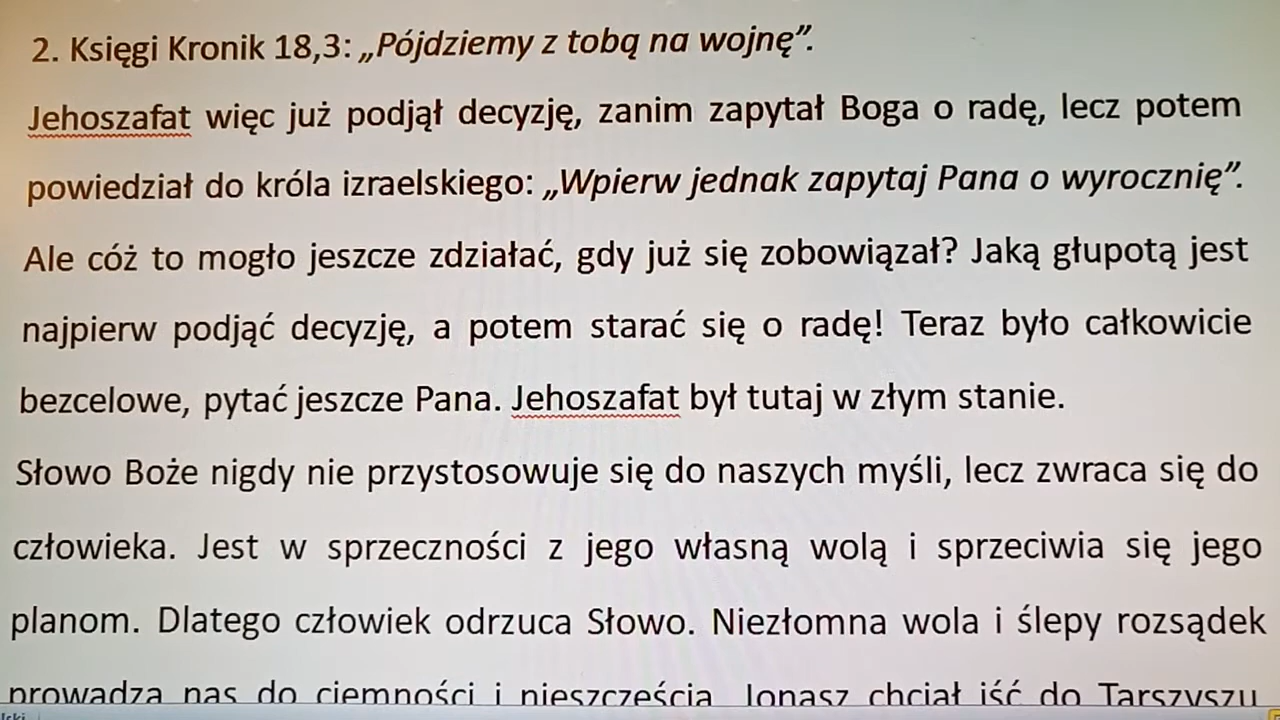 2. Księgi Kronik 18,3: „Pójdziemy z tobą na wojnę”.
Jehoszafat więc już podjął decyzję, zanim zapytał Boga o radę, lecz potem
powiedział do króla izraelskiego: „Wpierw jednak zapytaj Pana o wyrocznię”.
Ale cóż to mogło jeszcze zdziałać, gdy już się zobowiązał? Jaką głupotą jest
najpierw podjąć decyzję, a potem starać się o radę! Teraz było całkowicie
bezcelowe, pytać jeszcze Pana. Jehoszafat był tutaj w złym stanie.
Słowo Boże nigdy nie przystosowuje się do naszych myśli, lecz zwraca się do
człowieka. Jest w sprzeczności z jego własną wolą i sprzeciwia się jego
planom. Dlatego człowiek odrzuca Słowo. Niezłomna wola i ślepy rozsądek
prowadzą nas do ciemności i nieszczęścia Jonasz chciał iść do Tarszyszu